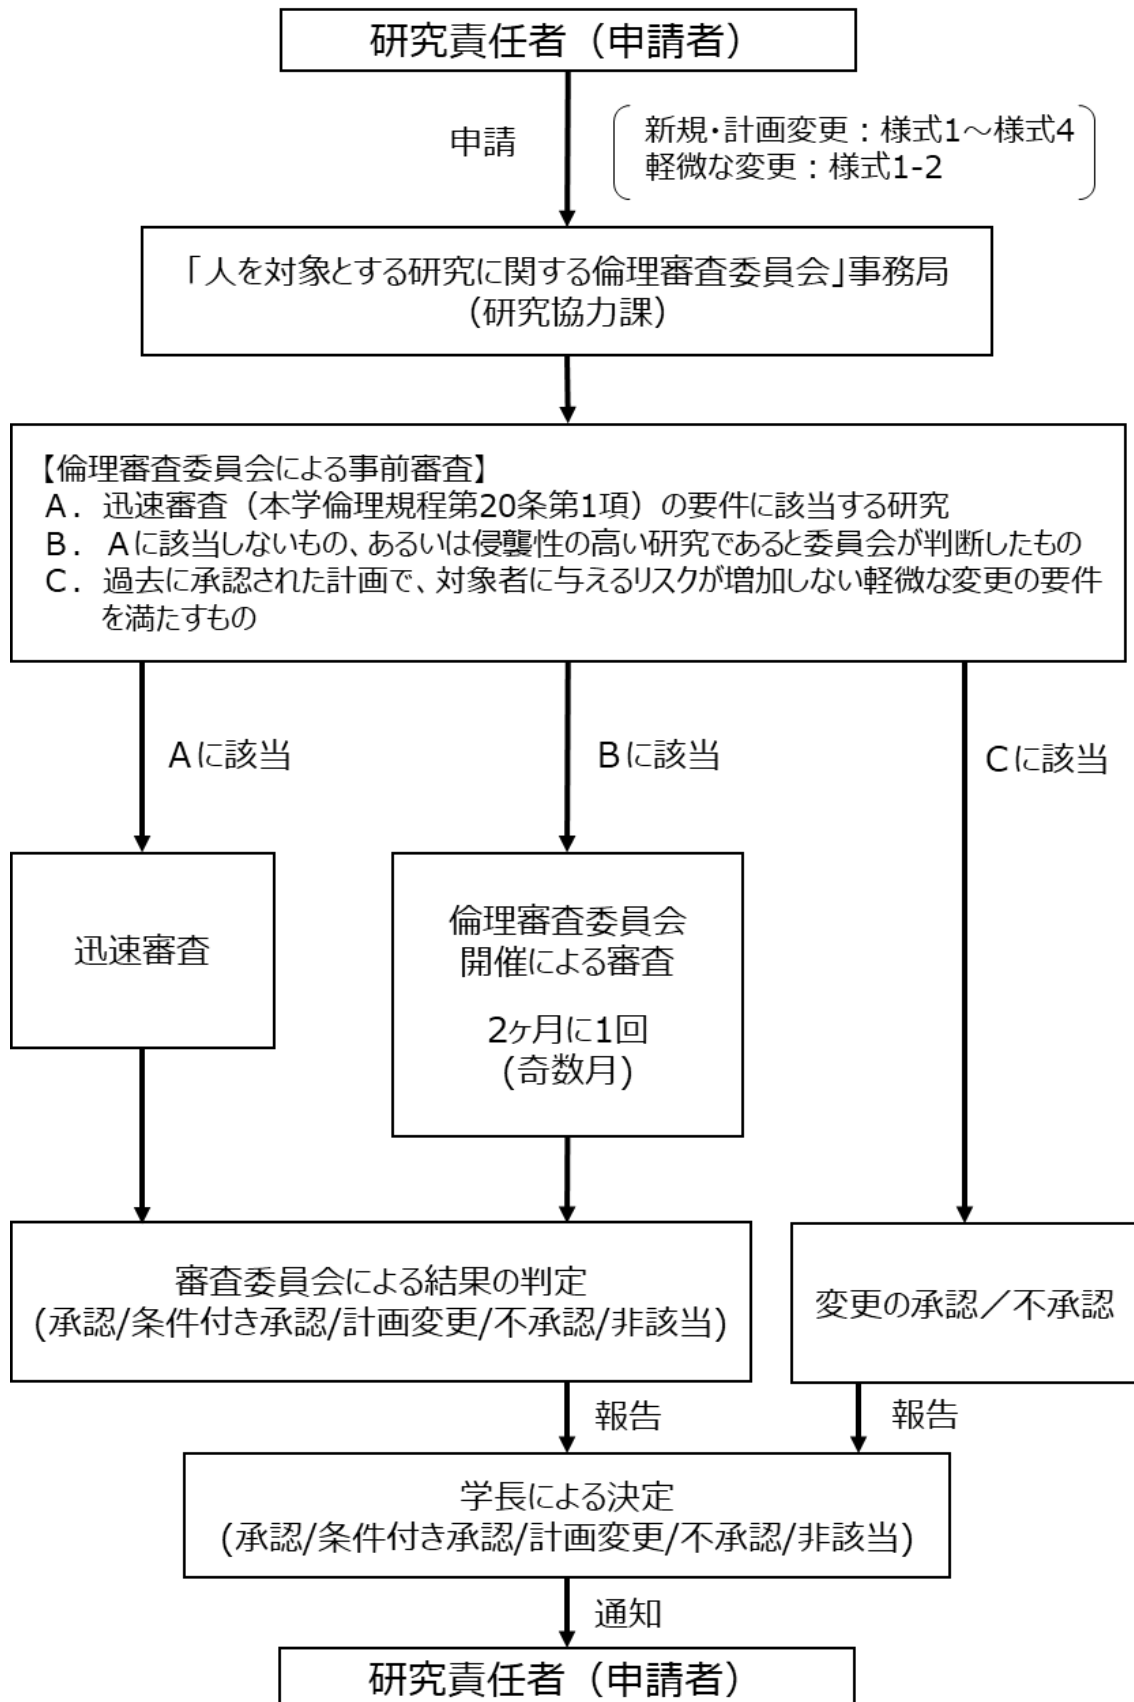 研究責任者（申請者）
申請
新規・計画変更：様式1～様式4
軽微な変更：様式1-2
「人を対象とする研究に関する倫理審査委員会」事務局
(研究協力課)
【倫理審査委員会による事前審査】
A．迅速審査（本学倫理規程第20条第1項）の要件に該当する研究
B．Aに該当しないもの、あるいは侵襲性の高い研究であると委員会が判断したもの
C．過去に承認された計画で、対象者に与えるリスクが増加しない軽微な変更の要件
を満たすもの
Aに該当
Bに該当
Cに該当
迅速審査
倫理審査委員会
開催による審査
2ヶ月に1回
(奇数月)
審査委員会による結果の判定
(承認/条件付き承認/計画変更/不承認/非該当)
変更の承認／不承認
報告
報告
学長による決定
(承認/条件付き承認/計画変更/不承認/非該当)
通知
研究責任者（申請者）